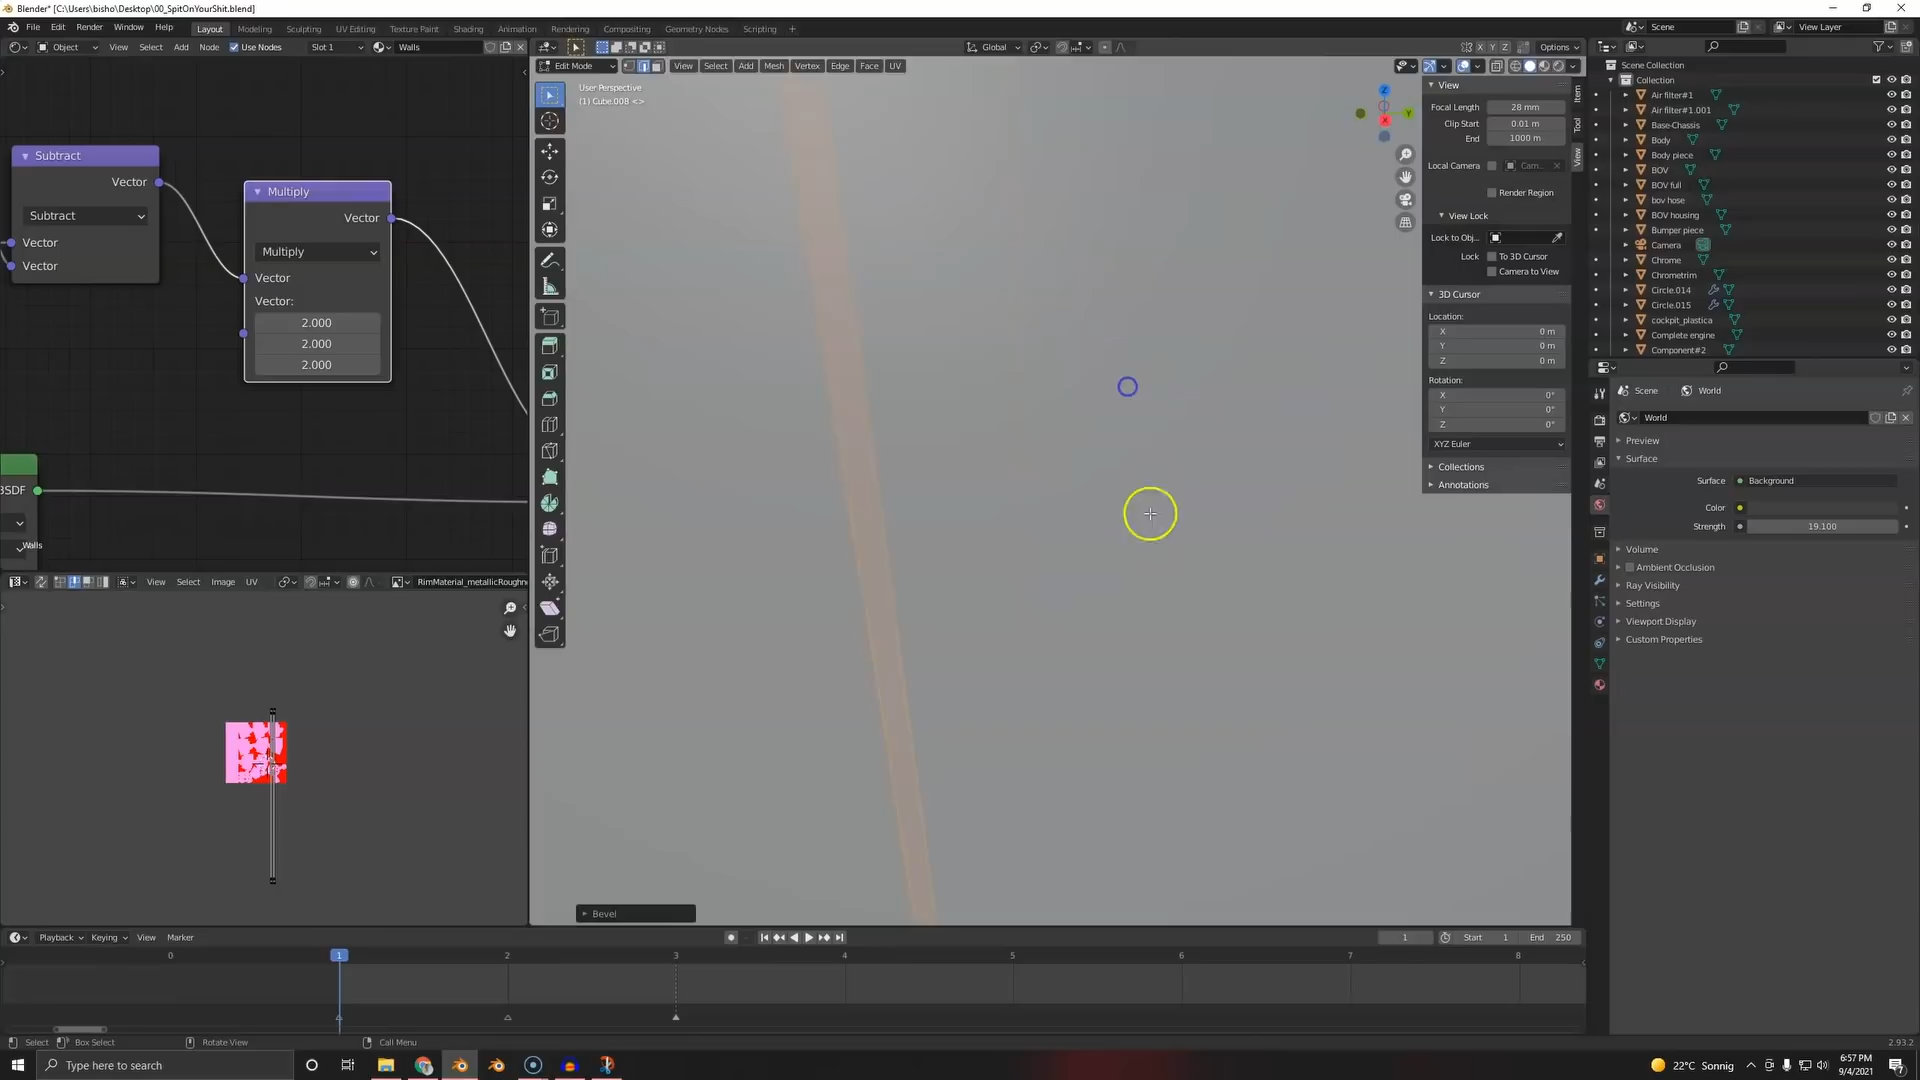 Blender* [C:\Users\bisho\Desktop\00_SpitOnYourShit.blend]
File Edit Render Window Help Layout Modeling Sculpting UV Editing Texture Paint Shading Animation Rendering Compositing Geometry Nodes Scripting + Scene View Layer
Object View Select Add Node Use Nodes Slot 1 Walls Global X Y Z Options
Edit Mode View Select Add Mesh Vertex Edge Face UV
User Perspective
(1) Cube.008 <>
Subtract
Vector
Subtract
Vector
Vector
Multiply
Vector
Multiply
Vector
Vector:
2.000
2.000
2.000
BSDF
Walls
View
Focal Length 28 mm
Clip Start 0.01 m
End 1000 m
Local Camera Cam...
Render Region
View Lock
Lock to Obj...
Lock To 3D Cursor
Camera to View
3D Cursor
Location:
X 0 m
Y 0 m
Z 0 m
Rotation:
X 0°
Y 0°
Z 0°
XYZ Euler
Collections
Annotations
Item
Tool
View
Scene Collection
Collection
Air filter#1
Air filter#1.001
Base-Chassis
Body
Body piece
BOV
BOV full
bov hose
BOV housing
Bumper piece
Camera
Chrome
Chrometrim
Circle.014
Circle.015
cockpit_plastica
Complete engine
Component#2
Scene World
World
Preview
Surface
Surface Background
Color
Strength 19.100
Volume
Ambient Occlusion
Ray Visibility
Settings
Viewport Display
Custom Properties
View Select Image UV RimMaterial_metallicRoughn
Bevel
Playback Keying View Marker 1 Start 1 End 250
0 1 2 3 4 5 6 7 8
Select Box Select Rotate View Call Menu 2.93.2
Type here to search 22°C Sonnig 6:57 PM
9/4/2021